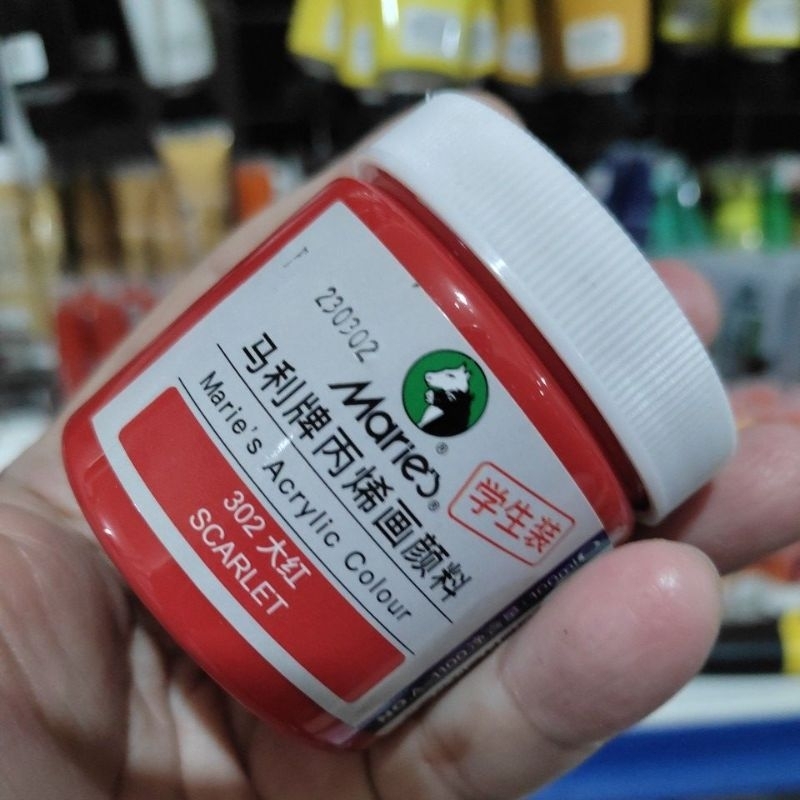 230302
Marie's®
®
学生装
马利牌丙烯画颜料
Marie's Acrylic Colour
302 大红
SCARLET